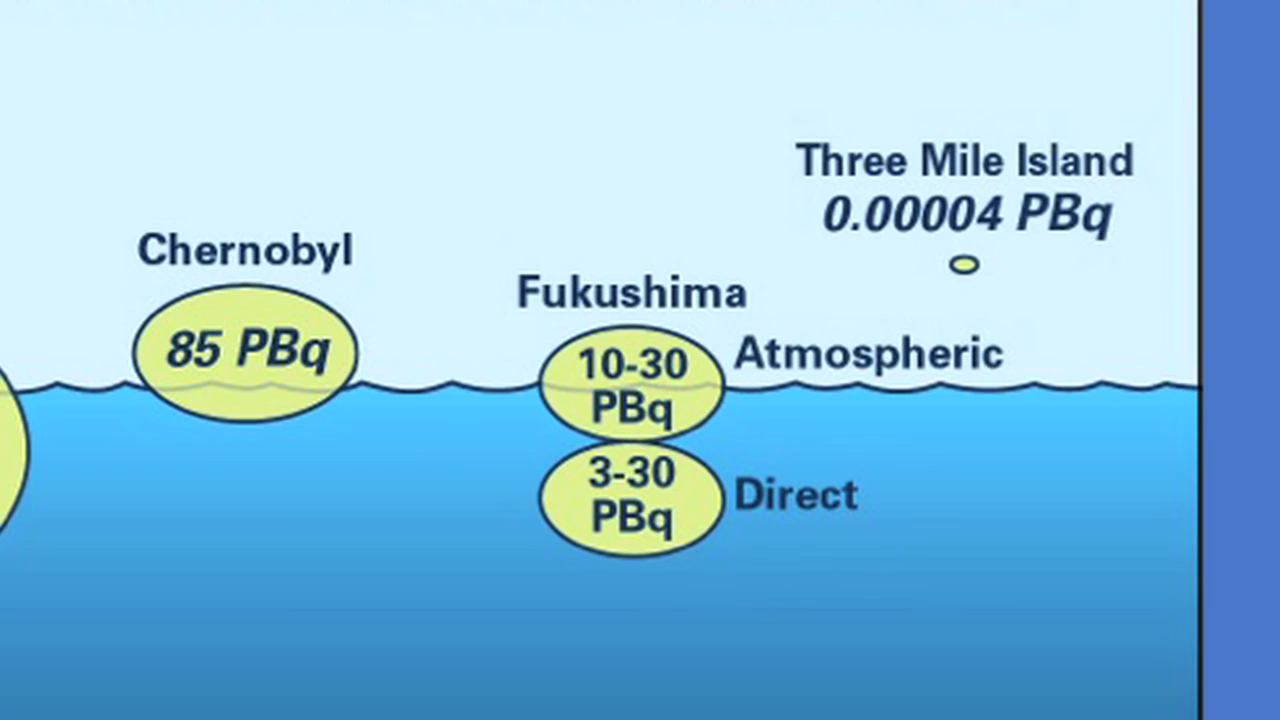 Three Mile Island
0.00004 PBq
Chernobyl
85 PBq
Fukushima
10-30
PBq
Atmospheric
3-30
PBq
Direct